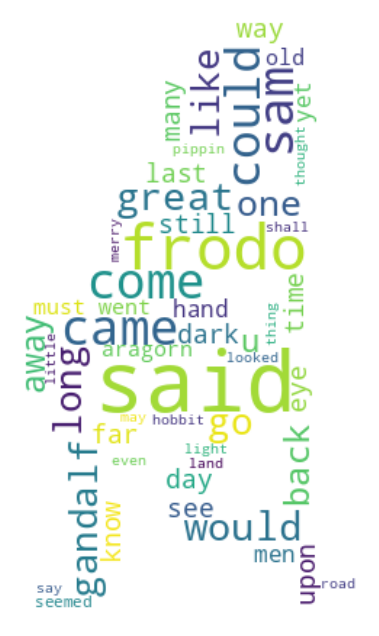 way
old
could
sam
like
many
yet
thought
pippin
last
great
one
still
shall
merry
frodo
come
time
must
went
hand
came
dark
u
thing
away
little
long
aragorn
looked
said
eye
may
hobbit
go
far
back
light
even
land
gandalf
day
know
see
would
men
upon
road
say
seemed